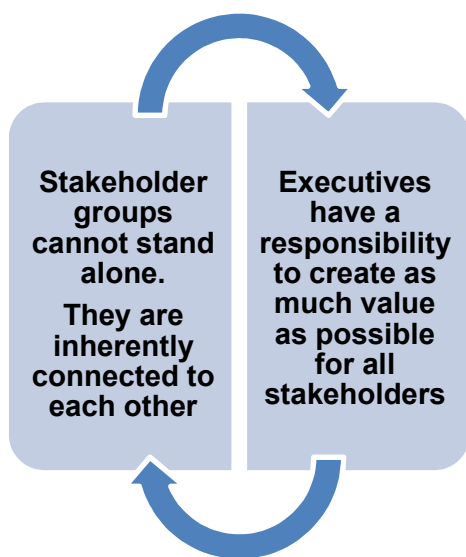 Stakeholder
groups
cannot stand
alone.
They are
inherently
connected to
each other
Executives
have a
responsibility
to create as
much value
as possible
for all
stakeholders